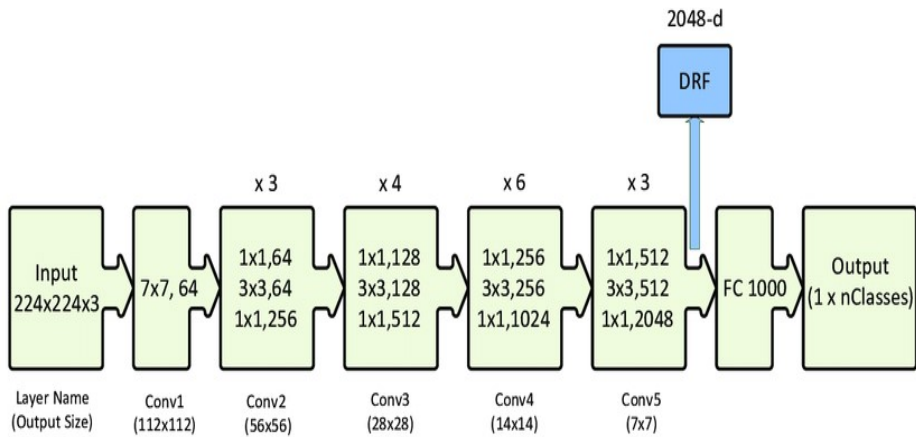 2048-d
DRF
x 3
x 4
x 6
x 3
Input
224x224x3
7x7, 64
1x1,64
3x3,64
1x1,256
1x1,128
3x3,128
1x1,512
1x1,256
3x3,256
1x1,1024
1x1,512
3x3,512
1x1,2048
FC 1000
Output
(1 x nClasses)
Layer Name
(Output Size)
Conv1
(112x112)
Conv2
(56x56)
Conv3
(28x28)
Conv4
(14x14)
Conv5
(7x7)